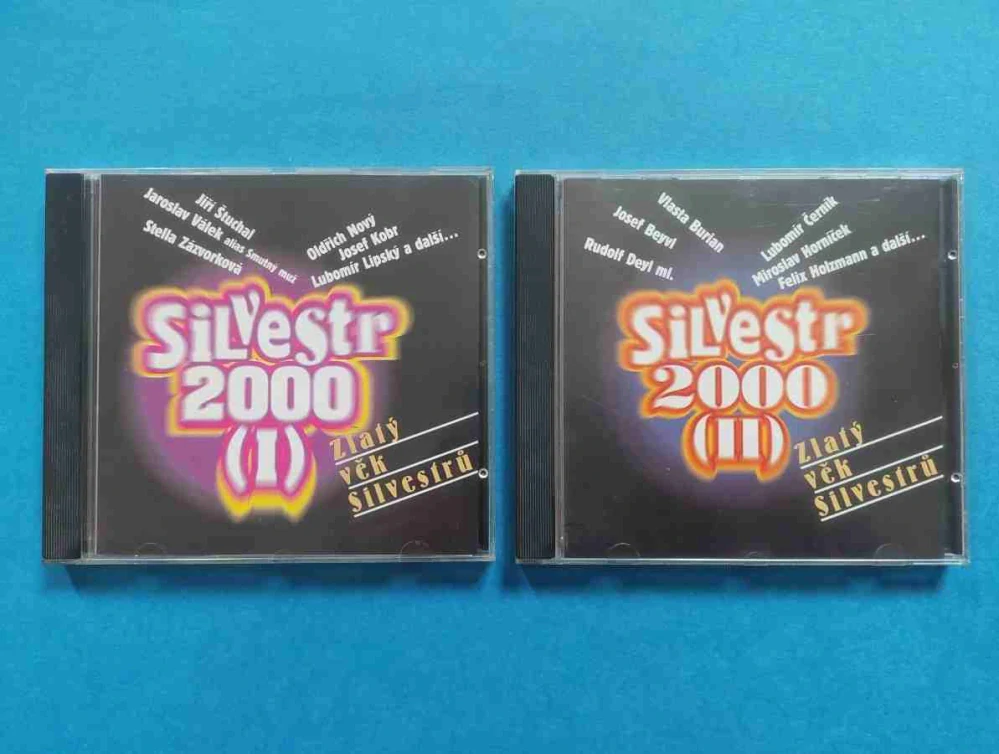 Jiří Štuchal
Jaroslav Válek alias Smutný muž
Stella Zázvorková
Oldřich Nový
Josef Kobr
Lubomír Lipský a další...
Silvestr
2000
(I)
Zlatý
věk
Silvestrů
Vlasta Burian
Josef Beyvl
Rudolf Deyl ml.
Lubomír Černík
Miroslav Horníček
Felix Holzmann a další...
Silvestr
2000
(II)
Zlatý
věk
Silvestrů